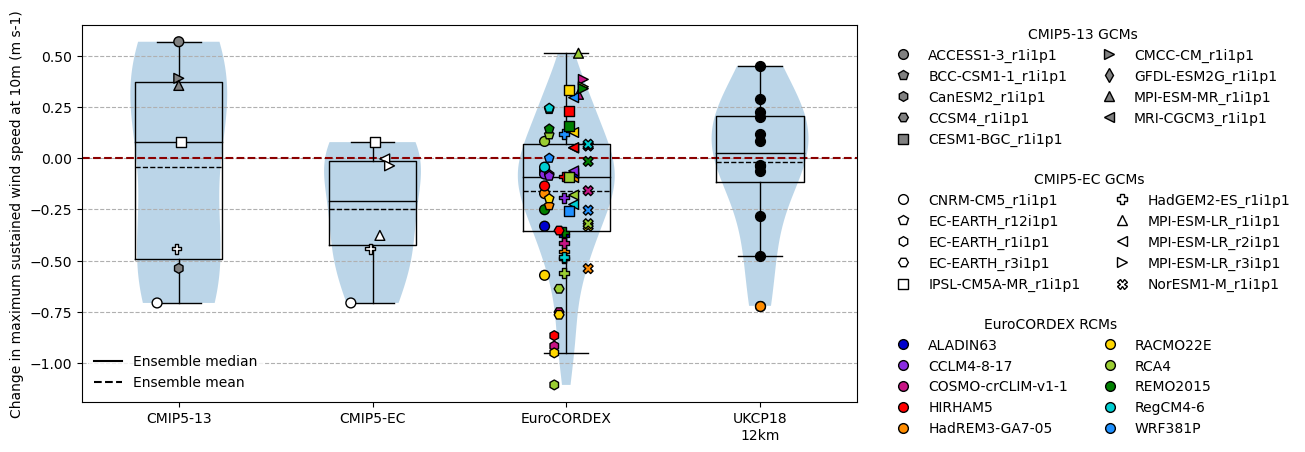 Change in maximum sustained wind speed at 10m (m s-1)
0.50
0.25
0.00
−0.25
−0.50
−0.75
−1.00
Ensemble median
Ensemble mean
CMIP5-13
CMIP5-EC
EuroCORDEX
UKCP18
12km
CMIP5-13 GCMs
ACCESS1-3_r1i1p1
BCC-CSM1-1_r1i1p1
CanESM2_r1i1p1
CCSM4_r1i1p1
CESM1-BGC_r1i1p1
CMCC-CM_r1i1p1
GFDL-ESM2G_r1i1p1
MPI-ESM-MR_r1i1p1
MRI-CGCM3_r1i1p1
CMIP5-EC GCMs
CNRM-CM5_r1i1p1
EC-EARTH_r12i1p1
EC-EARTH_r1i1p1
EC-EARTH_r3i1p1
IPSL-CM5A-MR_r1i1p1
HadGEM2-ES_r1i1p1
MPI-ESM-LR_r1i1p1
MPI-ESM-LR_r2i1p1
MPI-ESM-LR_r3i1p1
NorESM1-M_r1i1p1
EuroCORDEX RCMs
ALADIN63
CCLM4-8-17
COSMO-crCLIM-v1-1
HIRHAM5
HadREM3-GA7-05
RACMO22E
RCA4
REMO2015
RegCM4-6
WRF381P